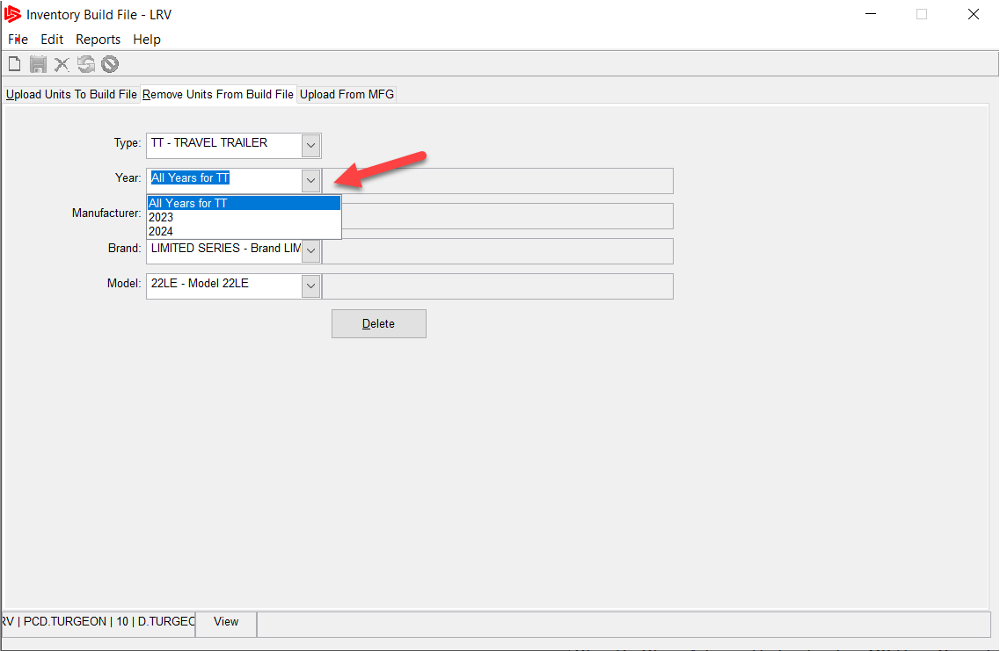 Inventory Build File - LRV
File Edit Reports Help
Upload Units To Build File Remove Units From Build File Upload From MFG
Type: TT - TRAVEL TRAILER
Year: All Years for TT
All Years for TT
2023
2024
Manufacturer:
Brand: LIMITED SERIES - Brand LIM
Model: 22LE - Model 22LE
Delete
RV | PCD.TURGEON | 10 | D.TURGEO View